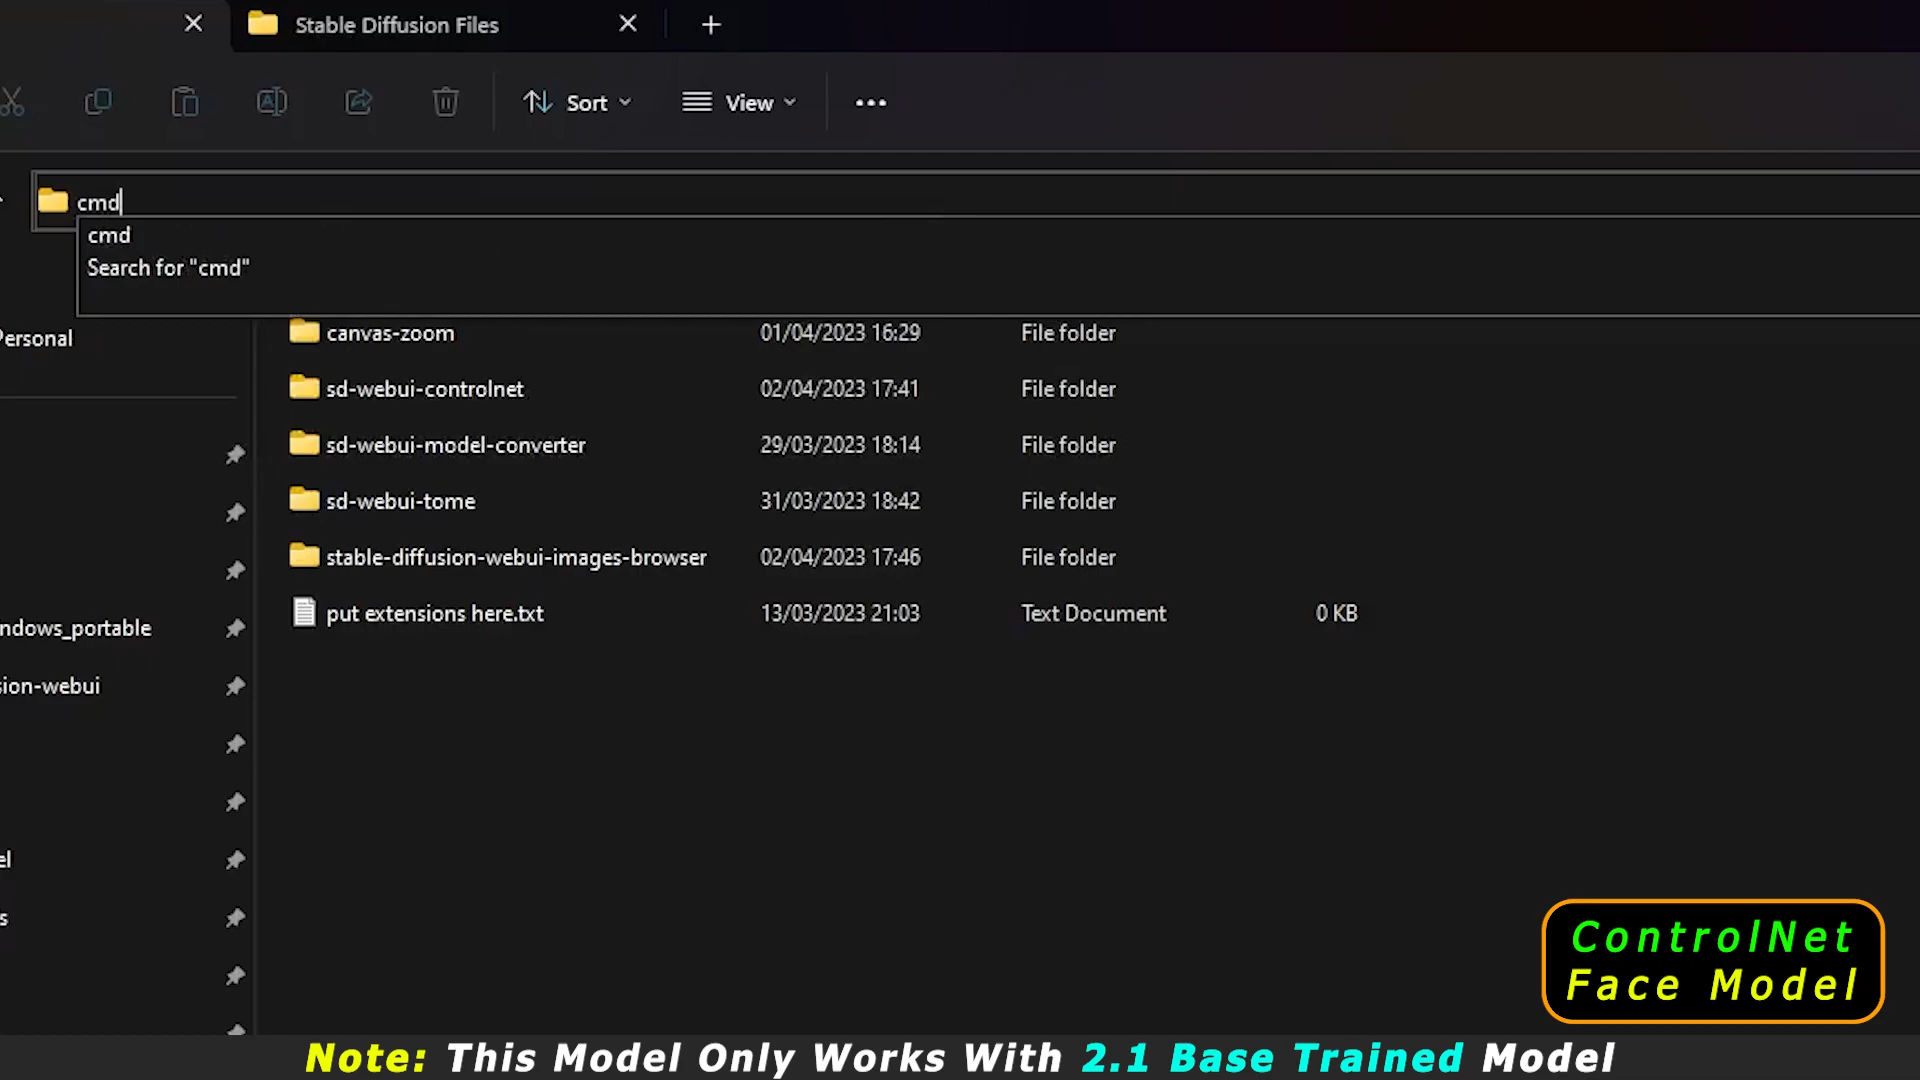 Stable Diffusion Files
Sort
View
cmd
cmd
Search for "cmd"
Personal
canvas-zoom 01/04/2023 16:29 File folder
sd-webui-controlnet 02/04/2023 17:41 File folder
sd-webui-model-converter 29/03/2023 18:14 File folder
sd-webui-tome 31/03/2023 18:42 File folder
stable-diffusion-webui-images-browser 02/04/2023 17:46 File folder
put extensions here.txt 13/03/2023 21:03 Text Document 0 KB
ndows_portable
sion-webui
el
s
ControlNet
Face Model
Note: This Model Only Works With 2.1 Base Trained Model